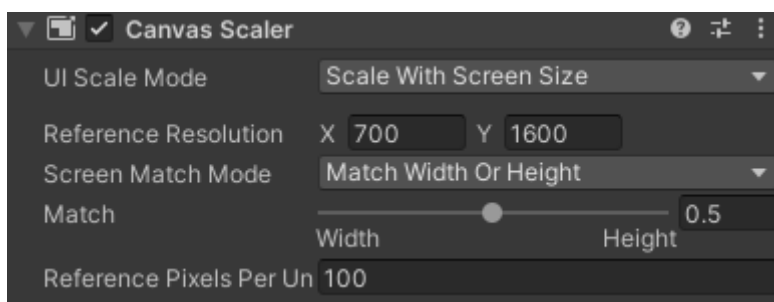 Canvas Scaler
UI Scale Mode Scale With Screen Size
Reference Resolution X 700 Y 1600
Screen Match Mode Match Width Or Height
Match 0.5
Width Height
Reference Pixels Per Un 100